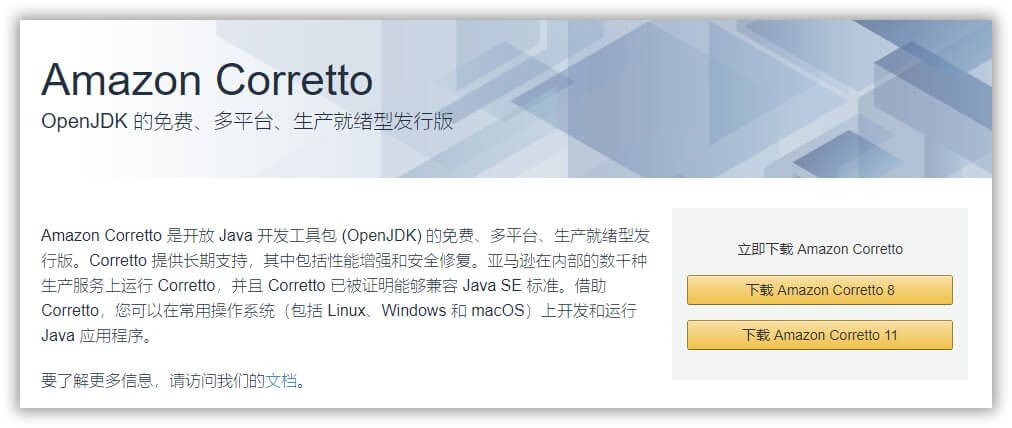 Amazon Corretto
OpenJDK 的免费、多平台、生产就绪型发行版
Amazon Corretto 是开放 Java 开发工具包 (OpenJDK) 的免费、多平台、生产就绪型发
行版。Corretto 提供长期支持，其中包括性能增强和安全修复。亚马逊在内部的数千种
生产服务上运行 Corretto，并且 Corretto 已被证明能够兼容 Java SE 标准。借助
Corretto，您可以在常用操作系统（包括 Linux、Windows 和 macOS）上开发和运行
Java 应用程序。
要了解更多信息，请访问我们的文档。
立即下载 Amazon Corretto
下载 Amazon Corretto 8
下载 Amazon Corretto 11